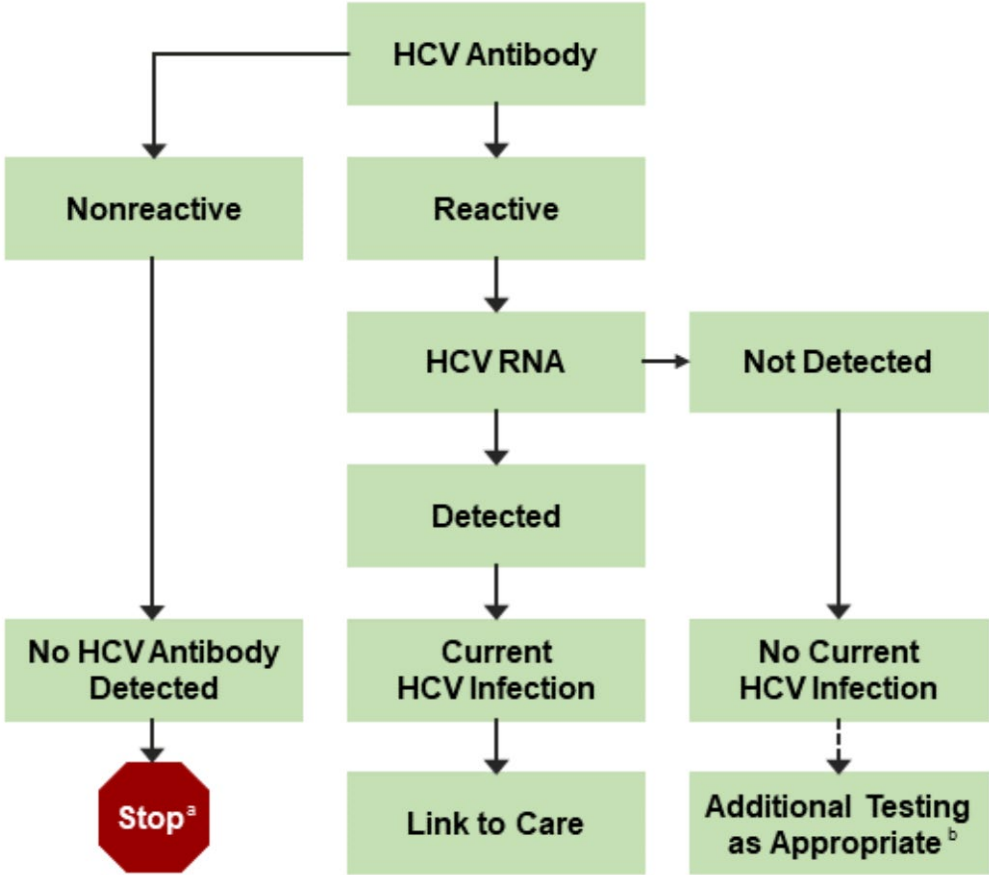 HCV Antibody
Nonreactive
Reactive
HCV RNA
Not Detected
Detected
No HCV Antibody
Detected
Current
HCV Infection
No Current
HCV Infection
Stop a
Link to Care
Additional Testing
as Appropriate b